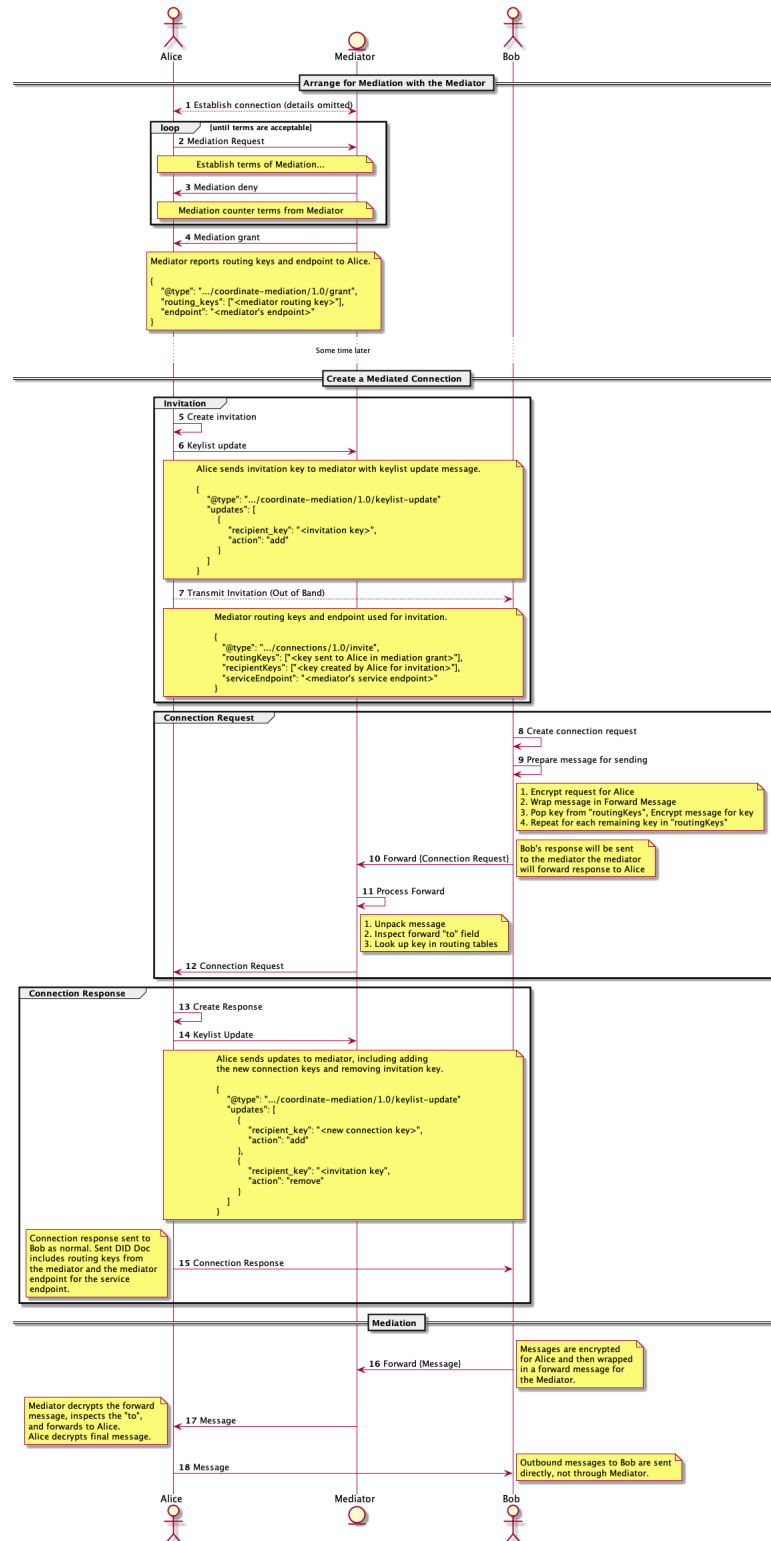 Alice
Mediator
Bob
Arrange for Mediation with the Mediator
1 Establish connection (details omitted)
loop [until terms are acceptable]
2 Mediation Request
Establish terms of Mediation...
3 Mediation deny
Mediation counter terms from Mediator
4 Mediation grant
Mediator reports routing keys and endpoint to Alice.
{
"@type": ".../coordinate-mediation/1.0/grant",
"routing_keys": ["<mediator routing key>"],
"endpoint": "<mediator's endpoint>"
}
Some time later
Create a Mediated Connection
Invitation
5 Create invitation
6 Keylist update
Alice sends invitation key to mediator with keylist update message.
{
"@type": ".../coordinate-mediation/1.0/keylist-update"
"updates": [
{
"recipient_key": "<invitation key>",
"action": "add"
}
]
}
7 Transmit Invitation (Out of Band)
Mediator routing keys and endpoint used for invitation.
{
"@type": ".../connections/1.0/invite",
"routingKeys": ["<key sent to Alice in mediation grant>"],
"recipientKeys": ["<key created by Alice for invitation>"],
"serviceEndpoint": "<mediator's service endpoint>"
}
Connection Request
8 Create connection request
9 Prepare message for sending
1. Encrypt request for Alice
2. Wrap message in Forward Message
3. Pop key from "routingKeys", Encrypt message for key
4. Repeat for each remaining key in "routingKeys"
10 Forward {Connection Request}
Bob's response will be sent
to the mediator the mediator
will forward response to Alice
11 Process Forward
1. Unpack message
2. Inspect forward "to" field
3. Look up key in routing tables
12 Connection Request
Connection Response
13 Create Response
14 Keylist Update
Alice sends updates to mediator, including adding
the new connection keys and removing invitation key.
{
"@type": ".../coordinate-mediation/1.0/keylist-update"
"updates": [
{
"recipient_key": "<new connection key>",
"action": "add"
},
{
"recipient_key": "<invitation key",
"action": "remove"
}
]
}
Connection response sent to
Bob as normal. Sent DID Doc
includes routing keys from
the mediator and the mediator
endpoint for the service
endpoint.
15 Connection Response
Mediation
16 Forward {Message}
Messages are encrypted
for Alice and then wrapped
in a forward message for
the Mediator.
Mediator decrypts the forward
message, inspects the "to",
and forwards to Alice.
Alice decrypts final message.
17 Message
18 Message
Outbound messages to Bob are sent
directly, not through Mediator.
Alice
Mediator
Bob